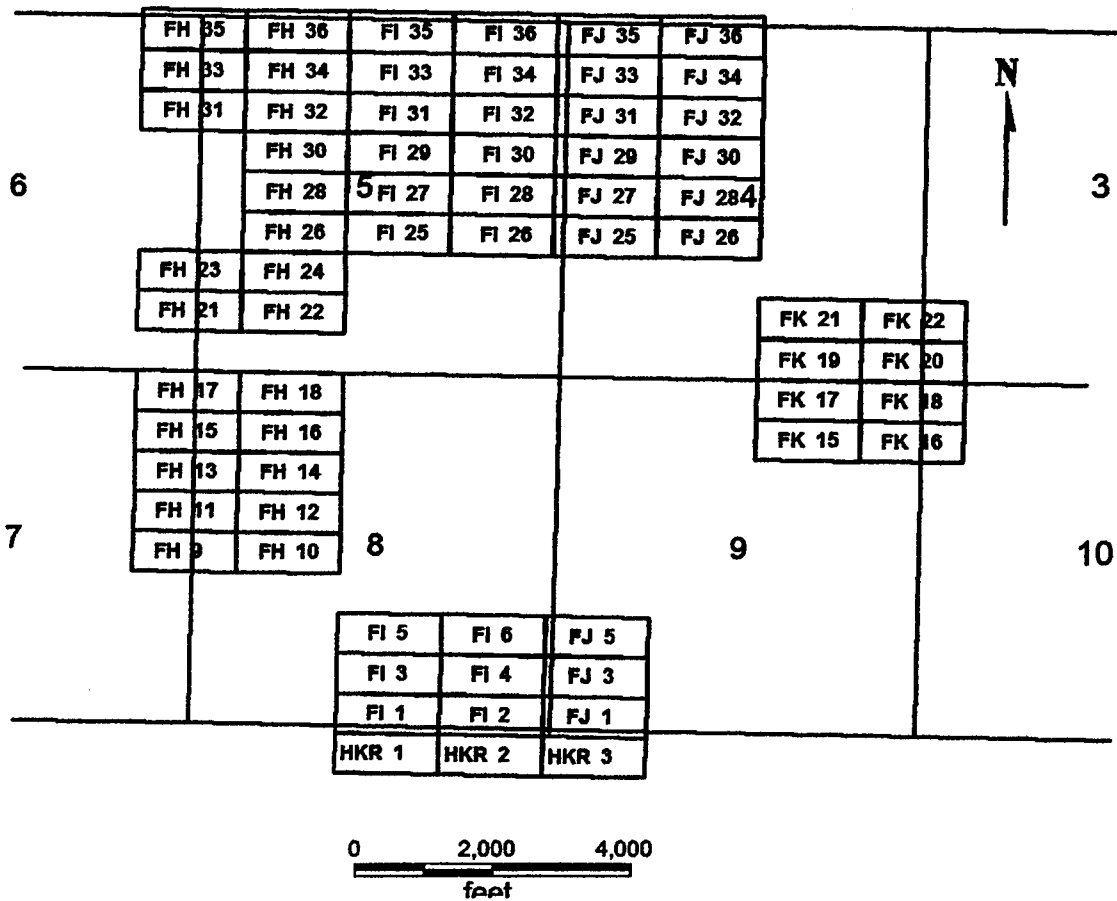 FH 35 FH 36 FI 35 FI 36 FJ 35 FJ 36
FH 33 FH 34 FI 33 FI 34 FJ 33 FJ 34
N
FH 31 FH 32 FI 31 FI 32 FJ 31 FJ 32
FH 30 FI 29 FI 30 FJ 29 FJ 30
6 FH 28 5 FI 27 FI 28 FJ 27 FJ 28 4 3
FH 26 FI 25 FI 26 FJ 25 FJ 26
FH 23 FH 24
FH 21 FH 22 FK 21 FK 22
FK 19 FK 20
FH 17 FH 18 FK 17 FK 18
FH 15 FH 16 FK 15 FK 16
FH 13 FH 14
FH 11 FH 12
7 FH 9 FH 10 8 9 10
FI 5 FI 6 FJ 5
FI 3 FI 4 FJ 3
FI 1 FI 2 FJ 1
HKR 1 HKR 2 HKR 3
0 2,000 4,000
feet